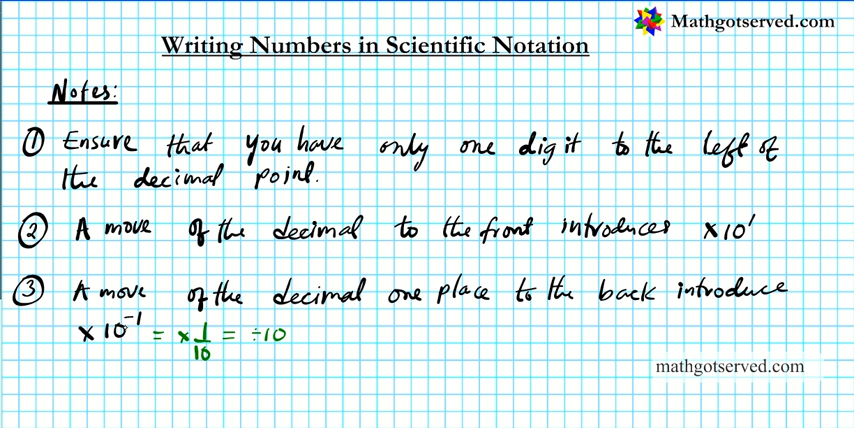 Mathgotserved.com
Writing Numbers in Scientific Notation
Notes:
① Ensure that you have only one digit to the left of
the decimal point.
② A move of the decimal to the front introduces ×10¹
③ A move of the decimal one place to the back introduce
×10⁻¹ = × 1/10 = ÷10
mathgotserved.com